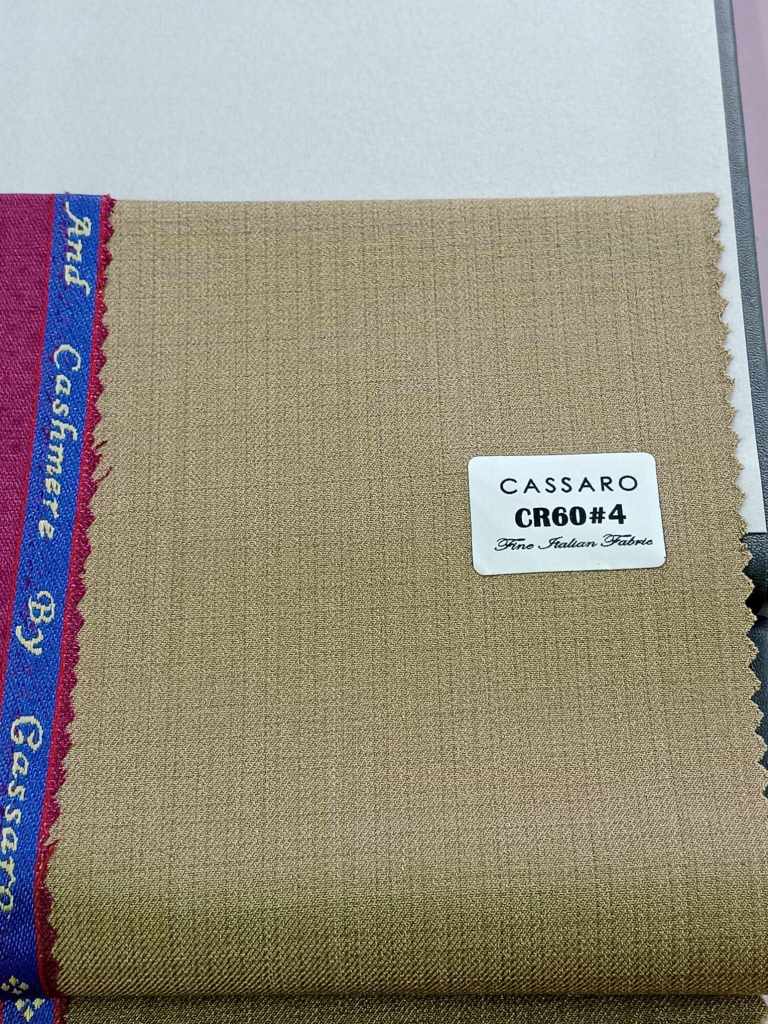 And Cashmere By Cassaro
CASSARO
CR60#4
Fine Italian Fabric